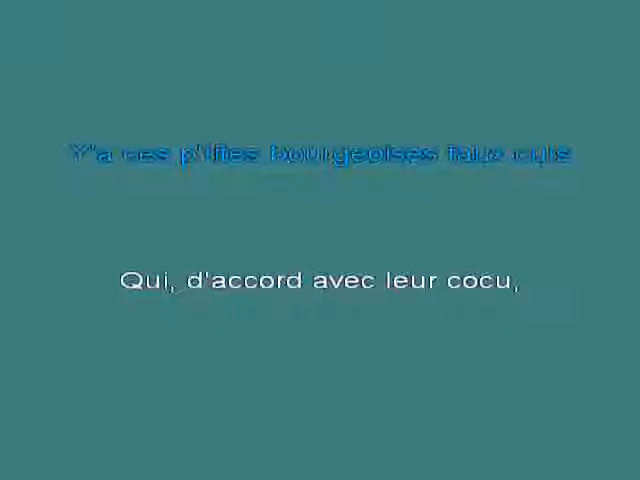 Y'a ces p'tites bourgeoises faux culs
Qui, d'accord avec leur cocu,